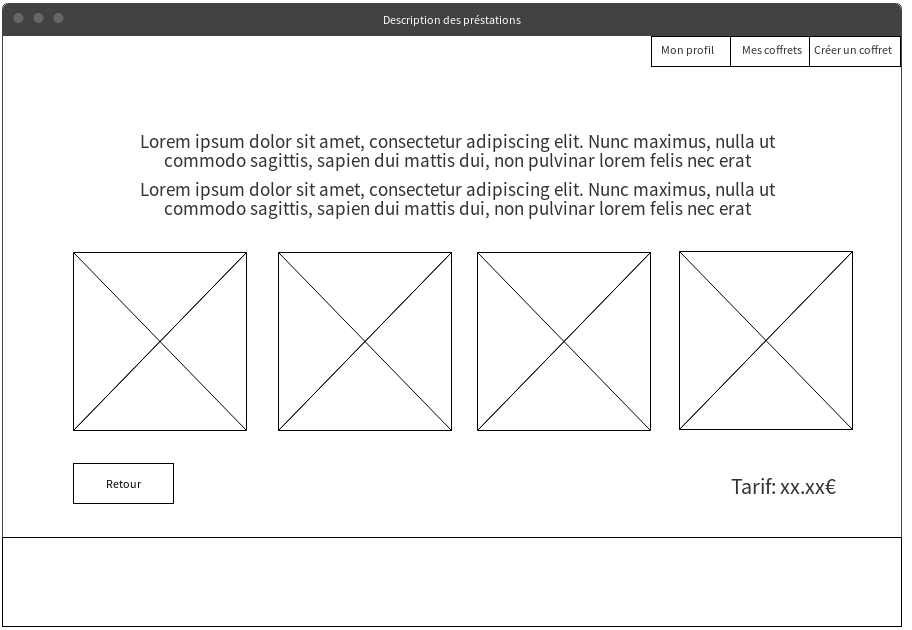 Description des préstations
Mon profil
Mes coffrets
Créer un coffret
Lorem ipsum dolor sit amet, consectetur adipiscing elit. Nunc maximus, nulla ut
commodo sagittis, sapien dui mattis dui, non pulvinar lorem felis nec erat
Lorem ipsum dolor sit amet, consectetur adipiscing elit. Nunc maximus, nulla ut
commodo sagittis, sapien dui mattis dui, non pulvinar lorem felis nec erat
Retour
Tarif: xx.xx€